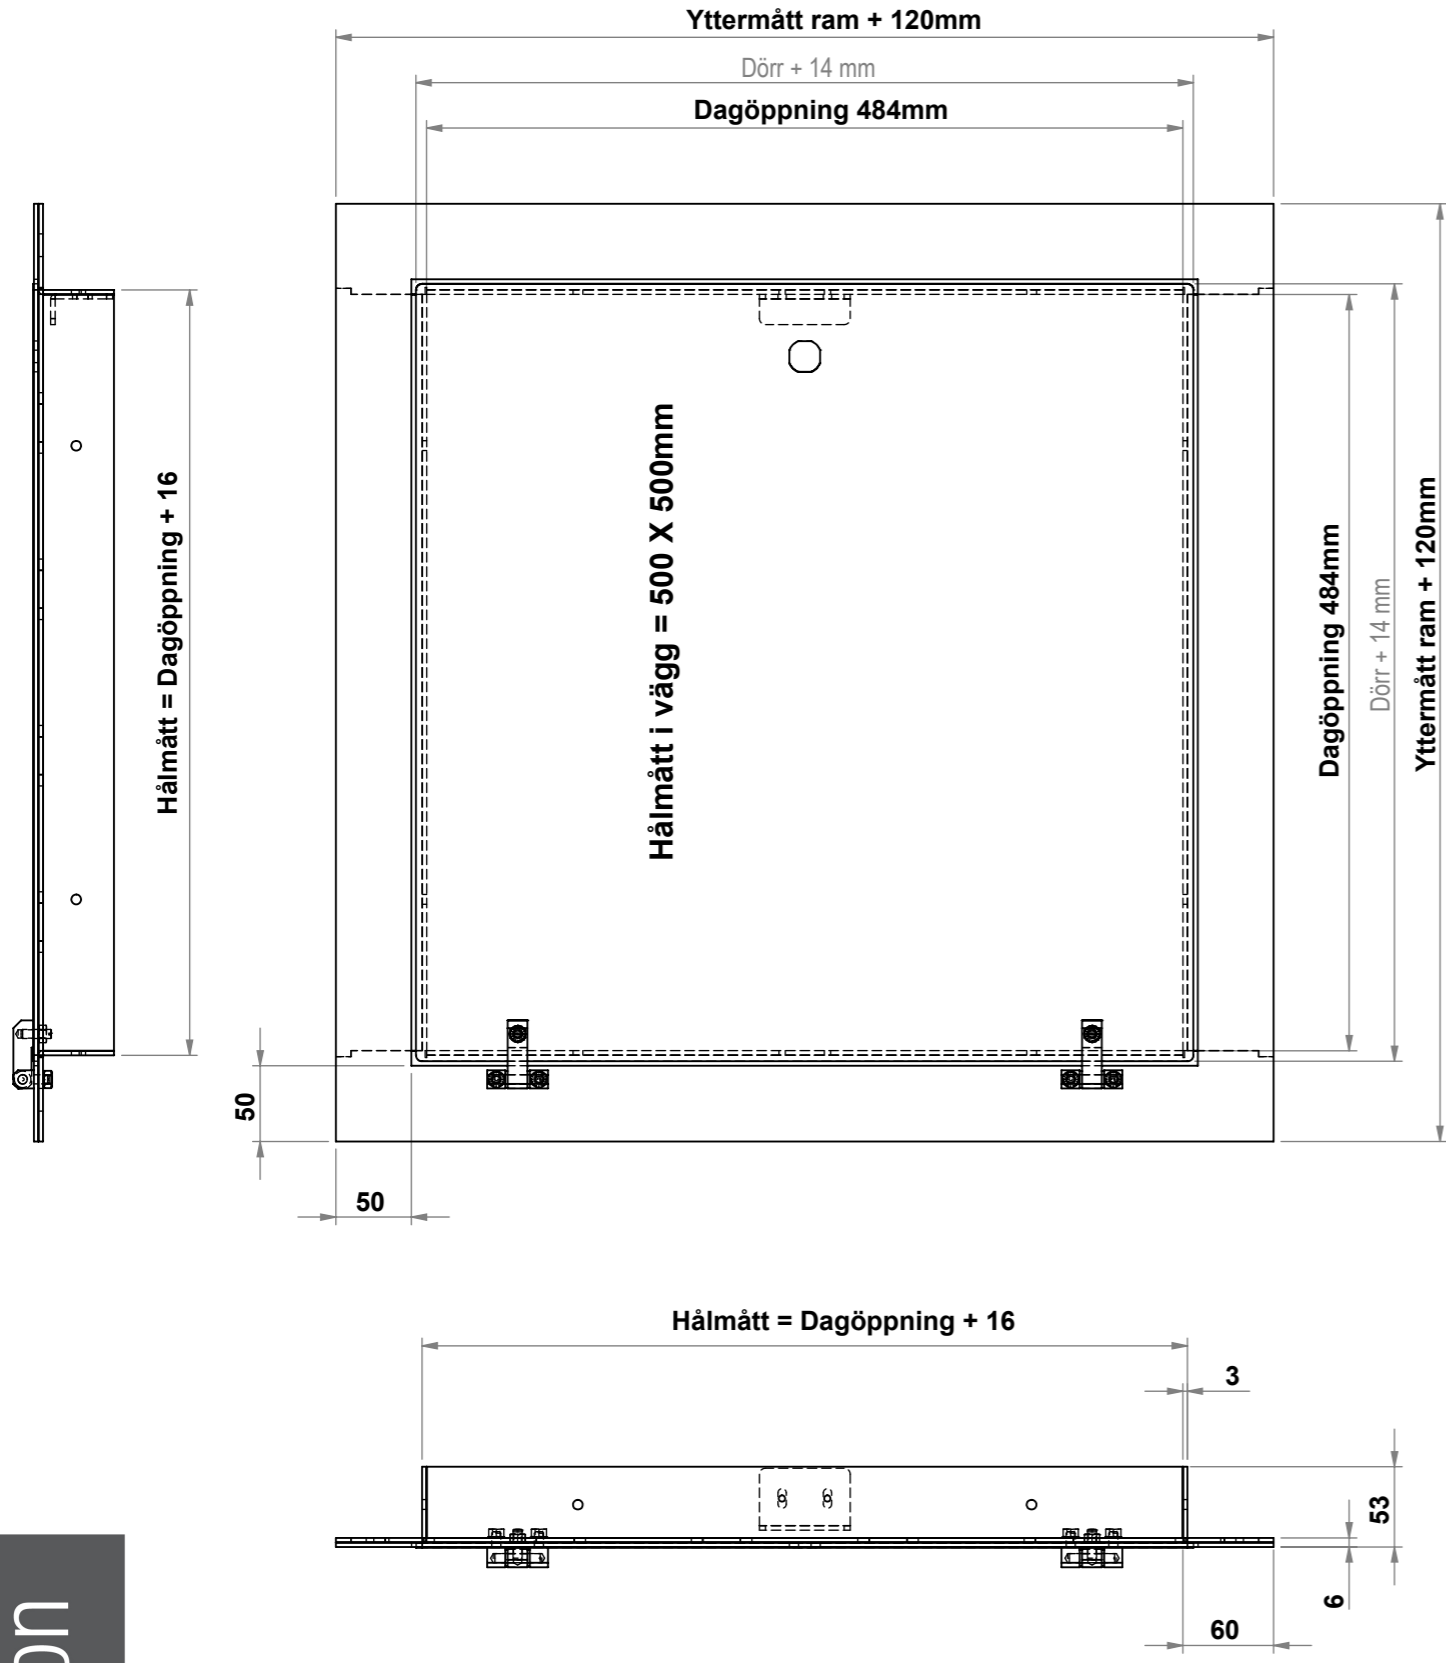 Yttermått ram + 120mm
Dörr + 14 mm
Dagöppning 484mm
Hålmått = Dagöppning + 16
Hålmått i vägg = 500 X 500mm
Dagöppning 484mm
Dörr + 14 mm
Yttermått ram + 120mm
50
50
Hålmått = Dagöppning + 16
3
53
6
60